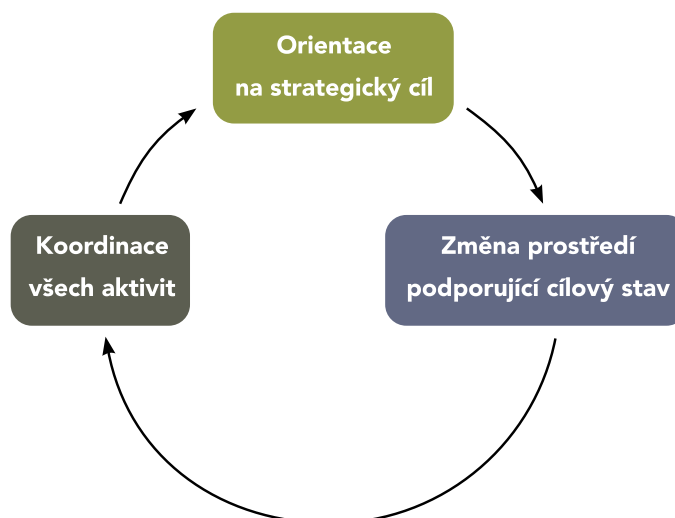 Orientace
na strategický cíl
Koordinace
všech aktivit
Změna prostředí
podporující cílový stav